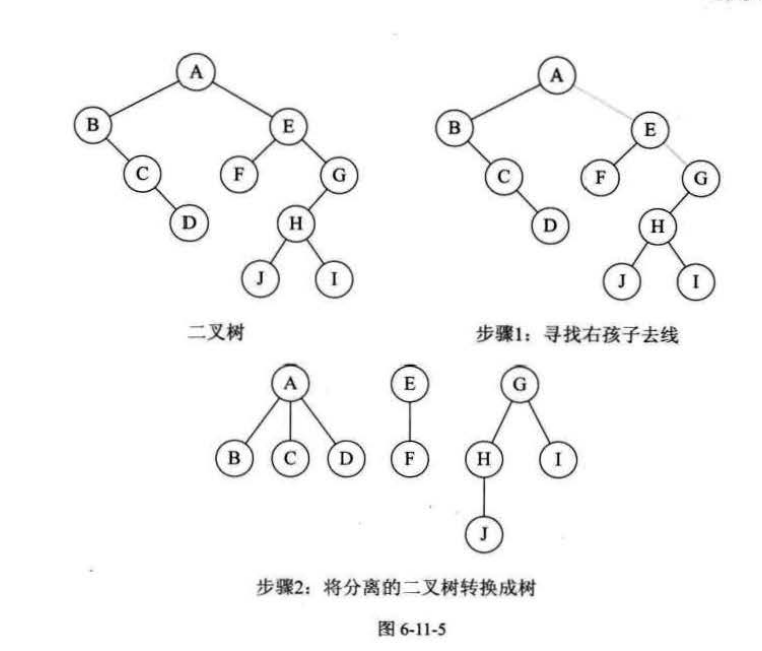 A A
B E B E
C F G C F G
D H D H
J I J I
二叉树 步骤1：寻找右孩子去线
A E G
B C D F H I
J
步骤2：将分离的二叉树转换成树
图 6-11-5